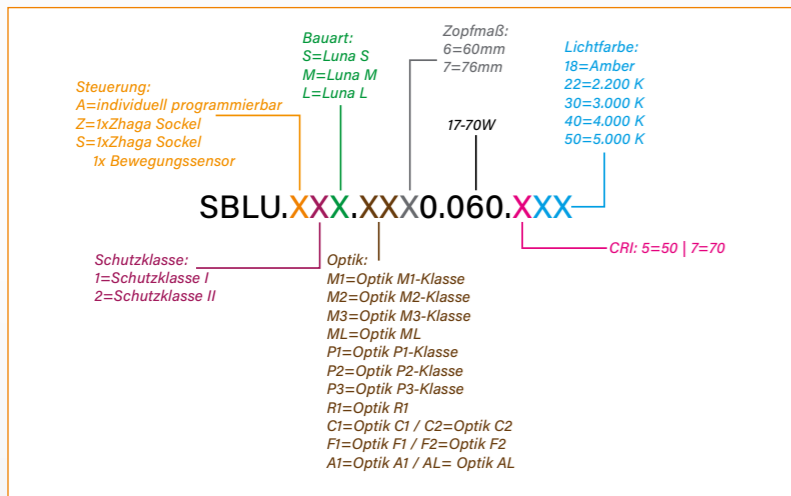 Steuerung:
A=individuell programmierbar
Z=1xZhaga Sockel
S=1xZhaga Sockel
1x Bewegungssensor
Bauart:
S=Luna S
M=Luna M
L=Luna L
Zopfmaß:
6=60mm
7=76mm
17-70W
Lichtfarbe:
18=Amber
22=2.200 K
30=3.000 K
40=4.000 K
50=5.000 K
SBLU.XXX.XXX0.060.XXX
Schutzklasse:
1=Schutzklasse I
2=Schutzklasse II
Optik:
M1=Optik M1-Klasse
M2=Optik M2-Klasse
M3=Optik M3-Klasse
ML=Optik ML
P1=Optik P1-Klasse
P2=Optik P2-Klasse
P3=Optik P3-Klasse
R1=Optik R1
C1=Optik C1 / C2=Optik C2
F1=Optik F1 / F2=Optik F2
A1=Optik A1 / AL= Optik AL
CRI: 5=50 | 7=70